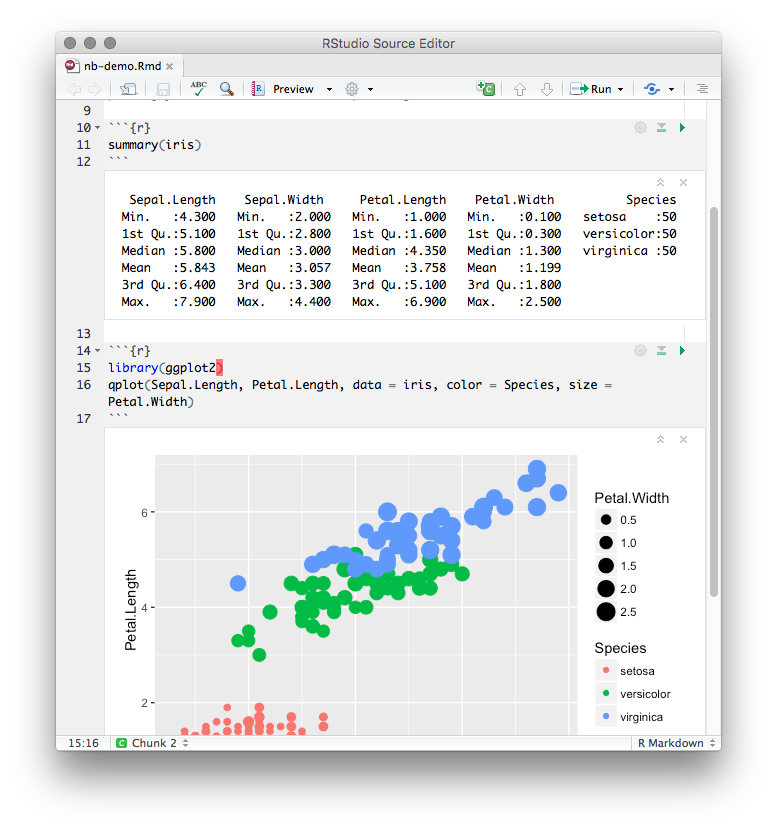 RStudio Source Editor
nb-demo.Rmd ×
ABC Preview Run
9
10 ```{r}
11 summary(iris)
12 ```
Sepal.Length Sepal.Width Petal.Length Petal.Width Species
Min. :4.300 Min. :2.000 Min. :1.000 Min. :0.100 setosa :50
1st Qu.:5.100 1st Qu.:2.800 1st Qu.:1.600 1st Qu.:0.300 versicolor:50
Median :5.800 Median :3.000 Median :4.350 Median :1.300 virginica :50
Mean :5.843 Mean :3.057 Mean :3.758 Mean :1.199
3rd Qu.:6.400 3rd Qu.:3.300 3rd Qu.:5.100 3rd Qu.:1.800
Max. :7.900 Max. :4.400 Max. :6.900 Max. :2.500
13
14 ```{r}
15 library(ggplot2)
16 qplot(Sepal.Length, Petal.Length, data = iris, color = Species, size =
Petal.Width)
17 ```
Petal.Length
6
4
2
Petal.Width
0.5
1.0
1.5
2.0
2.5
Species
setosa
versicolor
virginica
15:16 C Chunk 2 R Markdown